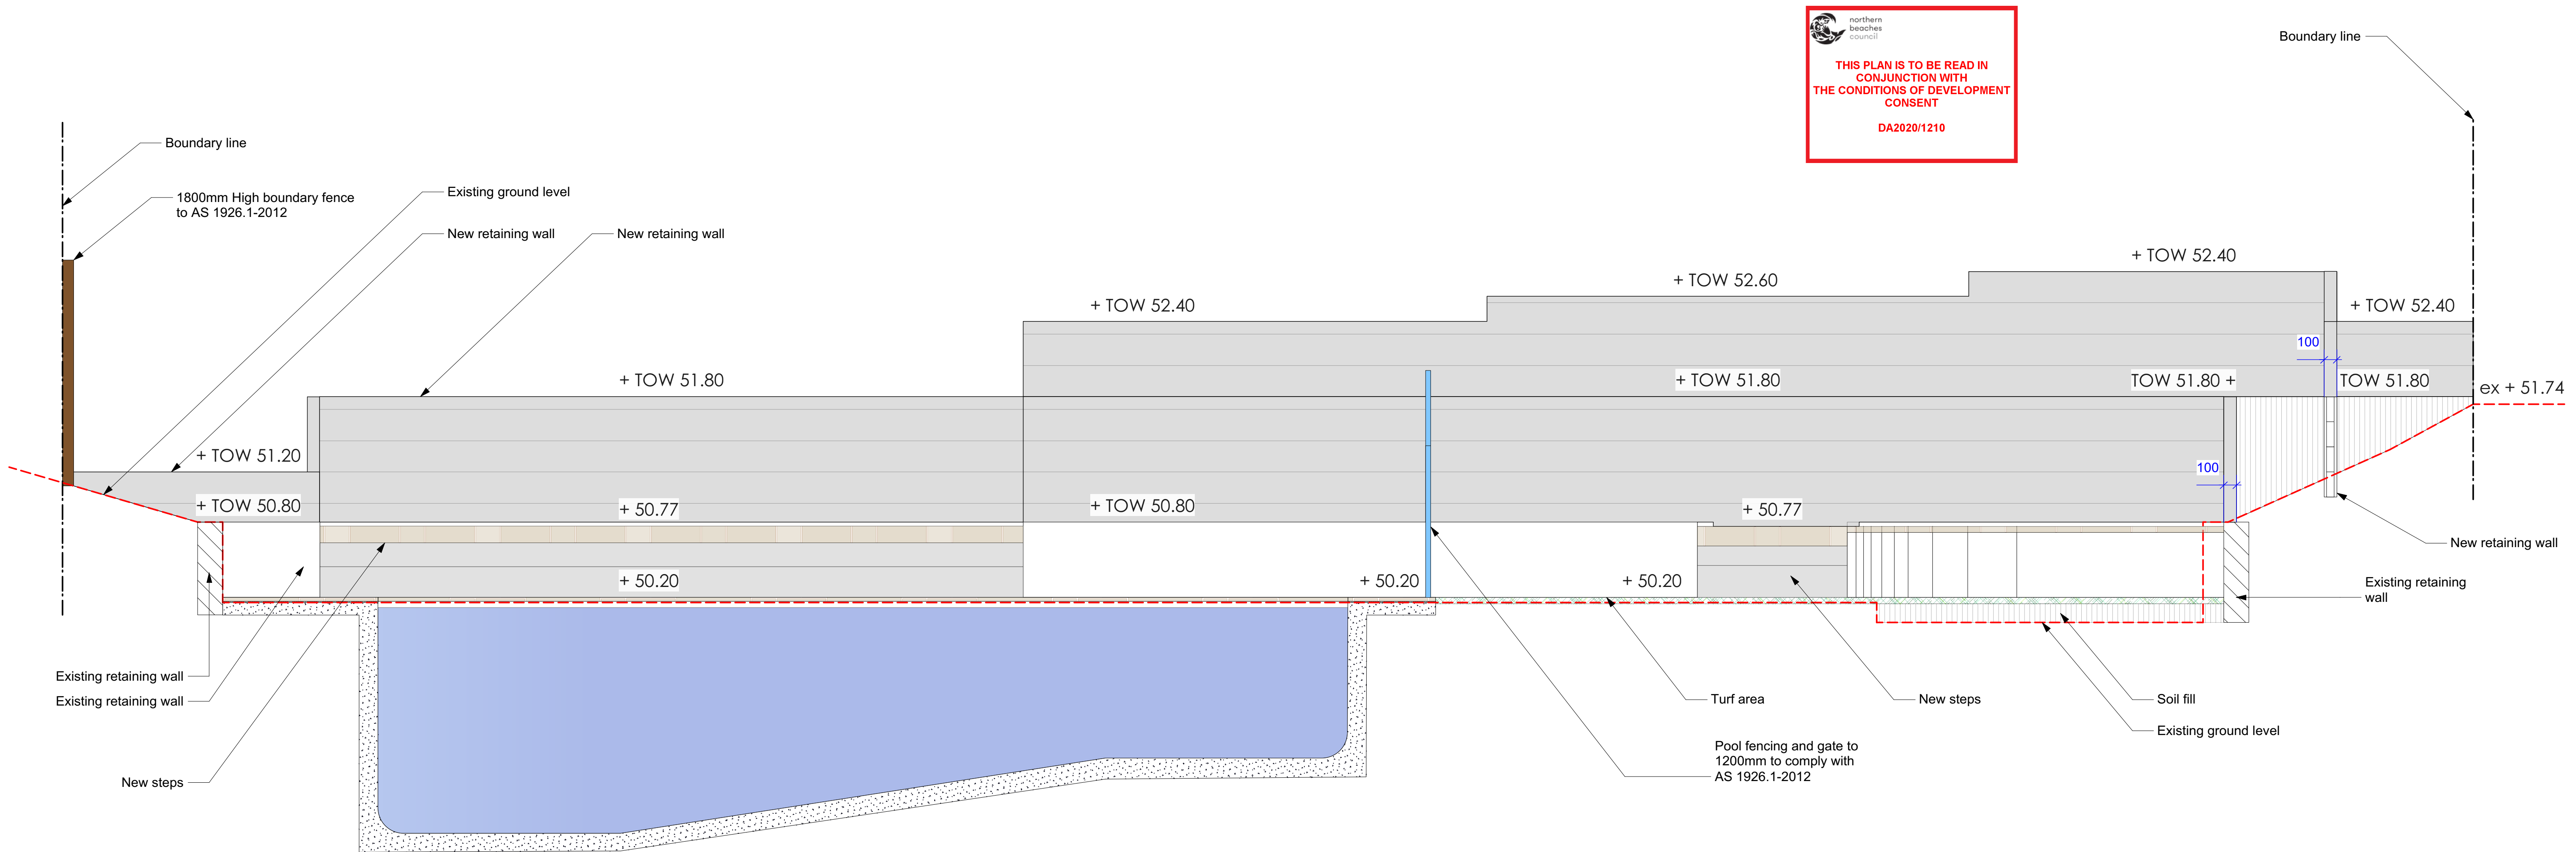 northern
beaches
council
THIS PLAN IS TO BE READ IN
CONJUNCTION WITH
THE CONDITIONS OF DEVELOPMENT
CONSENT
DA2020/1210
Boundary line
Boundary line
1800mm High boundary fence
to AS 1926.1-2012
Existing ground level
New retaining wall
New retaining wall
+ TOW 52.40
+ TOW 52.60
+ TOW 52.40
+ TOW 52.40
100
+ TOW 51.80
+ TOW 51.80
TOW 51.80 +
TOW 51.80
ex + 51.74
+ TOW 51.20
100
+ TOW 50.80
+ 50.77
+ TOW 50.80
+ 50.77
New retaining wall
+ 50.20
+ 50.20
+ 50.20
Existing retaining
wall
Existing retaining wall
Existing retaining wall
Turf area
New steps
Soil fill
Existing ground level
Pool fencing and gate to
1200mm to comply with
AS 1926.1-2012
New steps